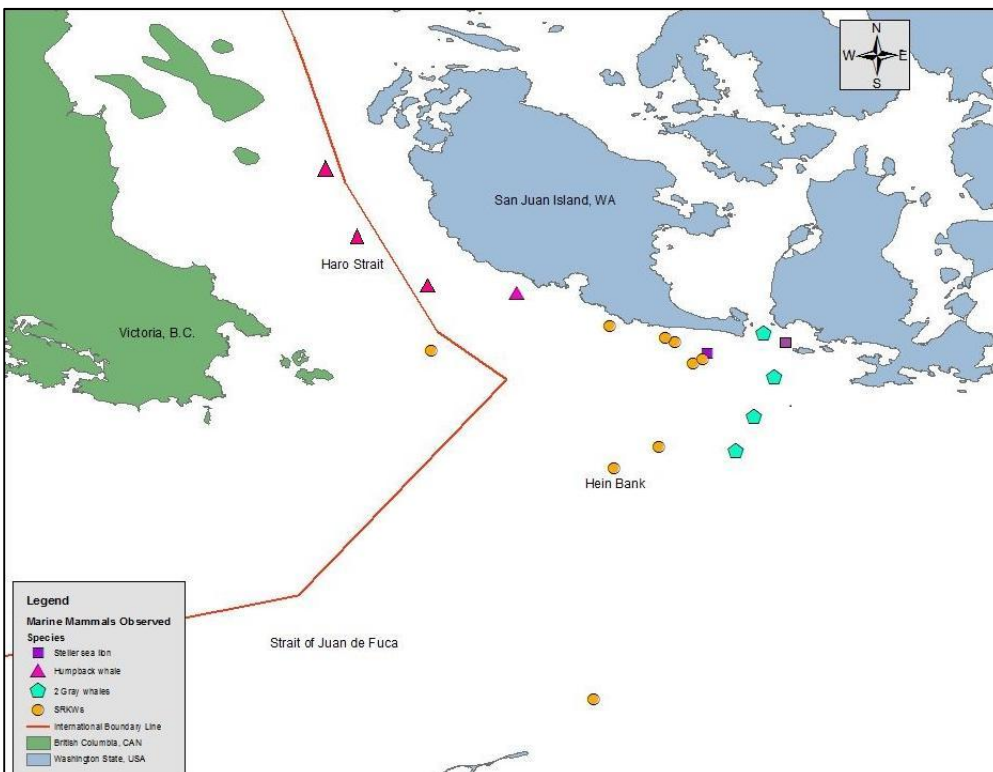 N
W E
S
San Juan Island, WA
Haro Strait
Victoria, B.C.
Hein Bank
Strait of Juan de Fuca
Legend
Marine Mammals Observed
Species
Steller sea lion
Humpback whale
2 Gray whales
SRKWs
International Boundary Line
British Columbia, CAN
Washington State, USA